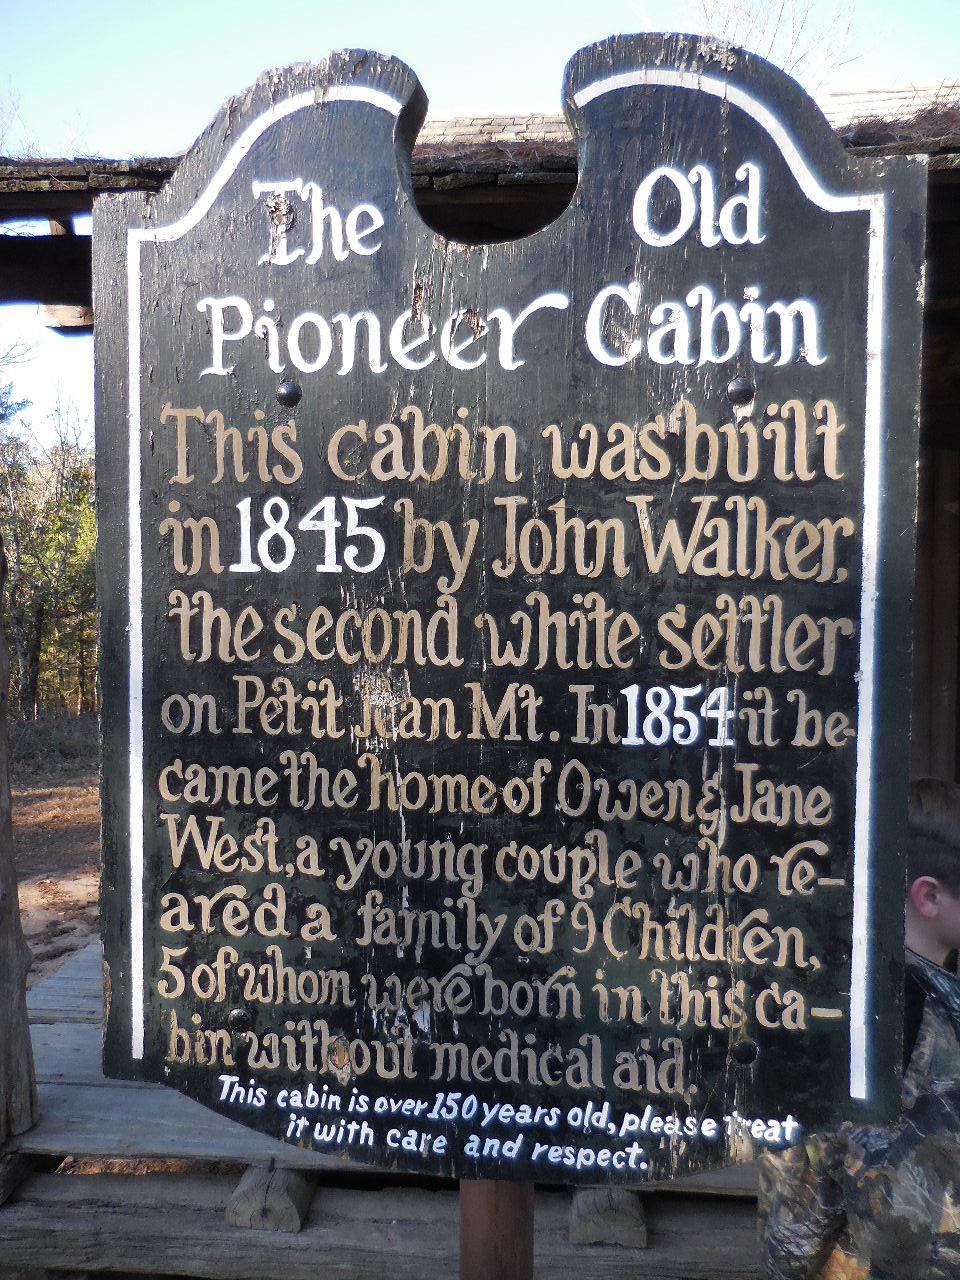 The Old
Pioneer Cabin
This cabin was built
in 1845 by John Walker,
the second white settler
on Petit Jean Mt. In 1854 it be-
came the home of Owen & Jane
West, a young couple who re-
ared a family of 9 Children,
5 of whom were born in this ca-
bin without medical aid.
This cabin is over 150 years old, please treat
it with care and respect.